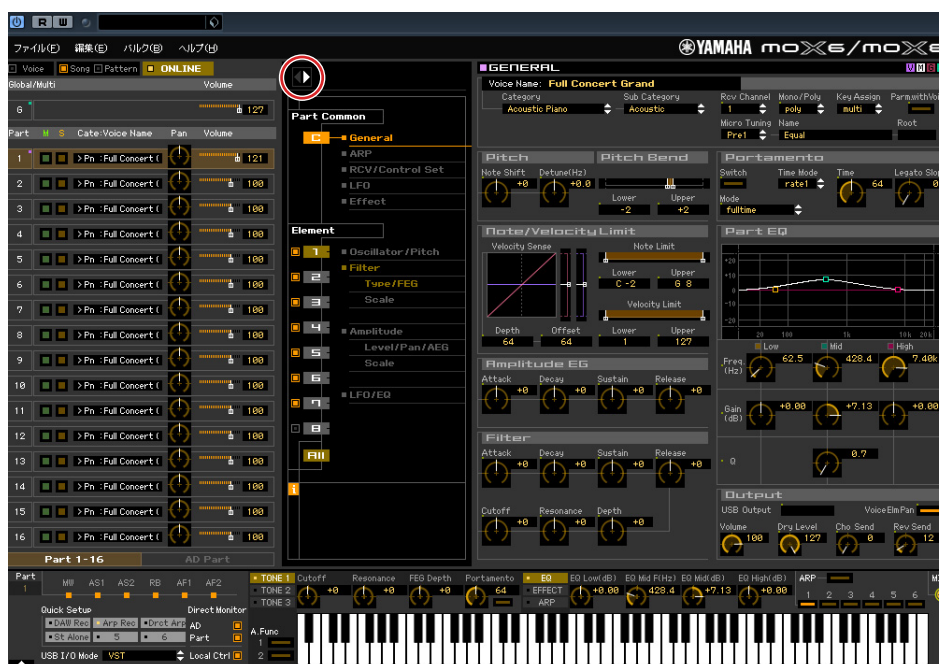 R W
ファイル(F) 編集(E) バルク(B) ヘルプ(H)
YAMAHA
Voice Song Pattern ONLINE
Global/Multi Volume
6 127
Part M S Cate:Voice Name Pan Volume
1 >Pn :Full Concert ( 121
2 >Pn :Full Concert ( 100
3 >Pn :Full Concert ( 100
4 >Pn :Full Concert ( 100
5 >Pn :Full Concert ( 100
6 >Pn :Full Concert ( 100
7 >Pn :Full Concert ( 100
8 >Pn :Full Concert ( 100
9 >Pn :Full Concert ( 100
10 >Pn :Full Concert ( 100
11 >Pn :Full Concert ( 100
12 >Pn :Full Concert ( 100
13 >Pn :Full Concert ( 100
14 >Pn :Full Concert ( 100
15 >Pn :Full Concert ( 100
16 >Pn :Full Concert ( 100
Part 1-16 AD Part
Part Common
C General
ARP
RCV/Control Set
LFO
Effect
Element
1 Oscillator/Pitch
2 Filter
Type/FEG
3 Scale
4 Amplitude
5 Level/Pan/AEG
Scale
6
7 LFO/EQ
8
All
i
GENERAL
Voice Name: Full Concert Grand
Category Sub Category Rcv Channel Mono/Poly Key Assign
Acoustic Piano Acoustic 1 poly multi
Micro Tuning Name Root
Pre1 Equal
Pitch
Note Shift Detune(Hz)
+0 +0.0
Pitch Bend
Lower Upper
-2 +2
Portamento
Switch Time Mode Time
rate1 64
Mode
fulltime
Note/Velocity Limit
Velocity Sense Note Limit
Lower Upper
C -2 G 8
Velocity Limit
Depth Offset Lower Upper
64 64 1 127
Part EQ
+20
+10
-10
-20
20 100 1k 10k 20k
Low Mid High
Freq. (Hz) 62.5 428.4 7.40k
Gain (dB) +0.00 +7.13 +0.00
Q 0.7
Amplitude EG
Attack Decay Sustain Release
+0 +0 +0 +0
Filter
Attack Decay Sustain Release
+0 +0 +0 +0
Cutoff Resonance Depth
+0 +0 +0
Output
USB Output VoiceElmPan
Volume Dry Level Cho Send Rev Send
100 127 0 12
Part MW AS1 AS2 RB AF1 AF2
1
Quick Setup Direct Monitor
DAW Rec Arp Rec Drct Arp AD
St Alone 5 6 Part
USB I/O Mode VST Local Ctrl
TONE 1 Cutoff Resonance FEG Depth Portamento
TONE 2 +0 +0 +0 64
TONE 3
EQ EQ Low(dB) EQ Mid F(Hz) EQ Mid(dB) EQ High(dB)
EFFECT +0.00 428.4 +7.13 +0.00
ARP
ARP
1 2 3 4 5 6
A.Func
1
2